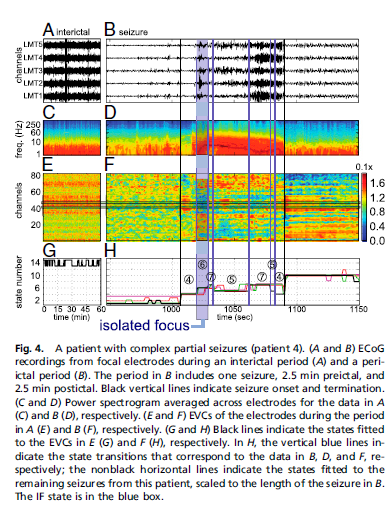 A interictal B seizure
channels
LMT5
LMT4
LMT3
LMT2
LMT1
C D
freq. (Hz)
250
60
10
1
E F
0.1x
channels
80
60
40
20
1.6
1.2
0.8
0.4
0.0
G H
state number
14
10
6
2
④ ⑥ ⑦ ⑤ ⑦ ⑤ ④
0 15 30 45 60 1000 1050 1100 1150
time (min) time (sec)
isolated focus
Fig. 4. A patient with complex partial seizures (patient 4). (A and B) ECoG
recordings from focal electrodes during an interictal period (A) and a peri-
ictal period (B). The period in B includes one seizure, 2.5 min preictal, and
2.5 min postictal. Black vertical lines indicate seizure onset and termination.
(C and D) Power spectrogram averaged across electrodes for the data in A
(C) and B (D), respectively. (E and F) EVCs of the electrodes during the period
in A (E) and B (F), respectively. (G and H) Black lines indicate the states fitted
to the EVCs in E (G) and F (H), respectively. In H, the vertical blue lines in-
dicate the state transitions that correspond to the data in B, D, and F, re-
spectively; the nonblack horizontal lines indicate the states fitted to the
remaining seizures from this patient, scaled to the length of the seizure in B.
The IF state is in the blue box.